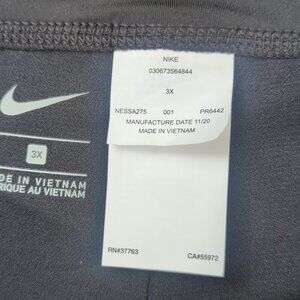 NIKE
030673564844
3X
NESSA275 001 PR6442
MANUFACTURE DATE 11/20
MADE IN VIETNAM
3X
DE IN VIETNAM
RIQUE AU VIETNAM
RN#37763 CA#55972